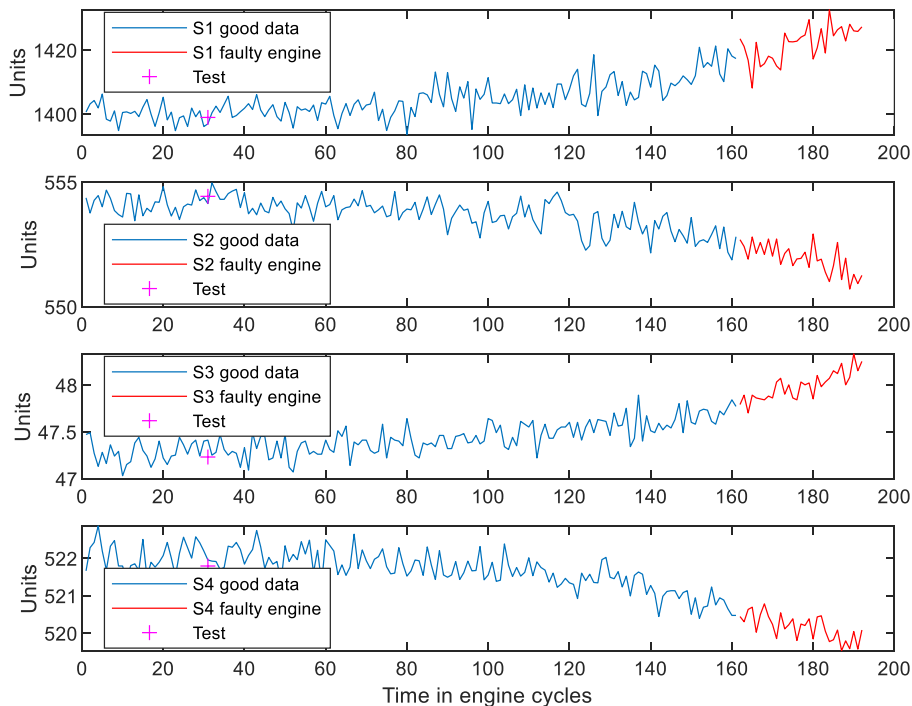 Units
1420
1400
S1 good data
S1 faulty engine
Test
0 20 40 60 80 100 120 140 160 180 200
Units
555
550
S2 good data
S2 faulty engine
Test
0 20 40 60 80 100 120 140 160 180 200
Units
48
47.5
47
S3 good data
S3 faulty engine
Test
0 20 40 60 80 100 120 140 160 180 200
Units
522
521
520
S4 good data
S4 faulty engine
Test
0 20 40 60 80 100 120 140 160 180 200
Time in engine cycles